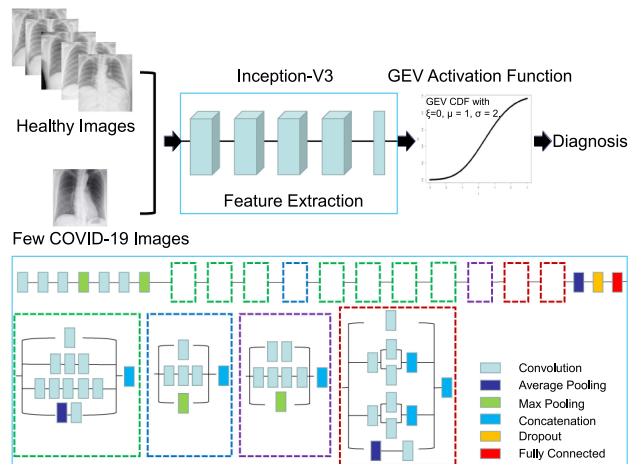 Inception-V3
GEV Activation Function
Healthy Images
GEV CDF with
ξ=0, μ = 1, σ = 2,
Diagnosis
Feature Extraction
Few COVID-19 Images
Convolution
Average Pooling
Max Pooling
Concatenation
Dropout
Fully Connected